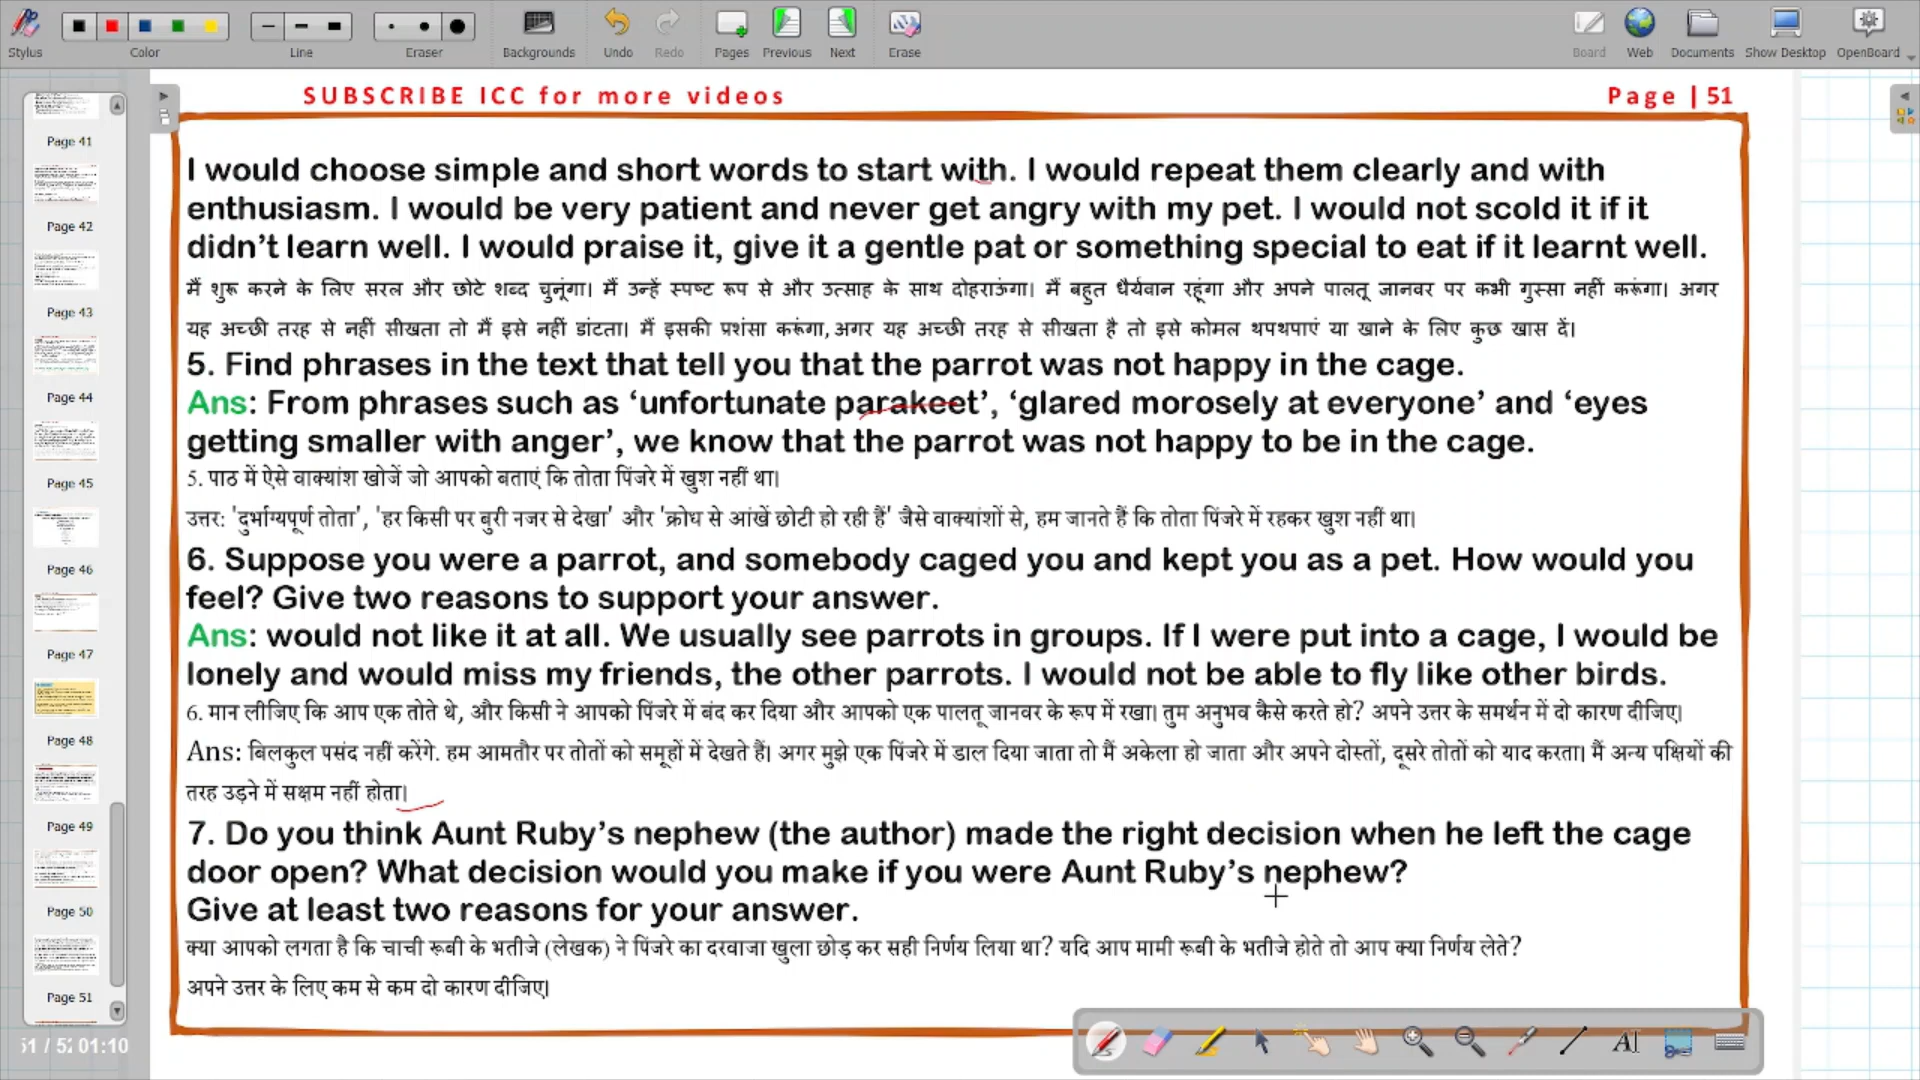 Stylus
Color
Line
Eraser
Backgrounds
Undo
Redo
Pages
Previous
Next
Erase
Board
Web
Documents
Show Desktop
OpenBoard
SUBSCRIBE ICC for more videos
Page | 51
Page 41
Page 42
Page 43
Page 44
Page 45
Page 46
Page 47
Page 48
Page 49
Page 50
Page 51
I would choose simple and short words to start with. I would repeat them clearly and with
enthusiasm. I would be very patient and never get angry with my pet. I would not scold it if it
didn’t learn well. I would praise it, give it a gentle pat or something special to eat if it learnt well.
मैं शुरू करने के लिए सरल और छोटे शब्द चुनूंगा। मैं उन्हें स्पष्ट रूप से और उत्साह के साथ दोहराऊंगा। मैं बहुत धैर्यवान रहूंगा और अपने पालतू जानवर पर कभी गुस्सा नहीं करूंगा। अगर
यह अच्छी तरह से नहीं सीखता तो मैं इसे नहीं डांटता। मैं इसकी प्रशंसा करूंगा, अगर यह अच्छी तरह से सीखता है तो इसे कोमल थपथपाएं या खाने के लिए कुछ खास दें।
5. Find phrases in the text that tell you that the parrot was not happy in the cage.
Ans: From phrases such as ‘unfortunate parakeet’, ‘glared morosely at everyone’ and ‘eyes
getting smaller with anger’, we know that the parrot was not happy to be in the cage.
5. पाठ में ऐसे वाक्यांश खोजें जो आपको बताएं कि तोता पिंजरे में खुश नहीं था।
उत्तर: 'दुर्भाग्यपूर्ण तोता', 'हर किसी पर बुरी नजर से देखा' और 'क्रोध से आंखें छोटी हो रही हैं' जैसे वाक्यांशों से, हम जानते हैं कि तोता पिंजरे में रहकर खुश नहीं था।
6. Suppose you were a parrot, and somebody caged you and kept you as a pet. How would you
feel? Give two reasons to support your answer.
Ans: would not like it at all. We usually see parrots in groups. If I were put into a cage, I would be
lonely and would miss my friends, the other parrots. I would not be able to fly like other birds.
6. मान लीजिए कि आप एक तोते थे, और किसी ने आपको पिंजरे में बंद कर दिया और आपको एक पालतू जानवर के रूप में रखा। तुम अनुभव कैसे करते हो? अपने उत्तर के समर्थन में दो कारण दीजिए।
Ans: बिलकुल पसंद नहीं करेंगे. हम आमतौर पर तोतों को समूहों में देखते हैं। अगर मुझे एक पिंजरे में डाल दिया जाता तो मैं अकेला हो जाता और अपने दोस्तों, दूसरे तोतों को याद करता। मैं अन्य पक्षियों की
तरह उड़ने में सक्षम नहीं होता।
7. Do you think Aunt Ruby’s nephew (the author) made the right decision when he left the cage
door open? What decision would you make if you were Aunt Ruby’s nephew?
Give at least two reasons for your answer.
क्या आपको लगता है कि चाची रूबी के भतीजे (लेखक) ने पिंजरे का दरवाजा खुला छोड़ कर सही निर्णय लिया था? यदि आप मामी रूबी के भतीजे होते तो आप क्या निर्णय लेते?
अपने उत्तर के लिए कम से कम दो कारण दीजिए।
01:10